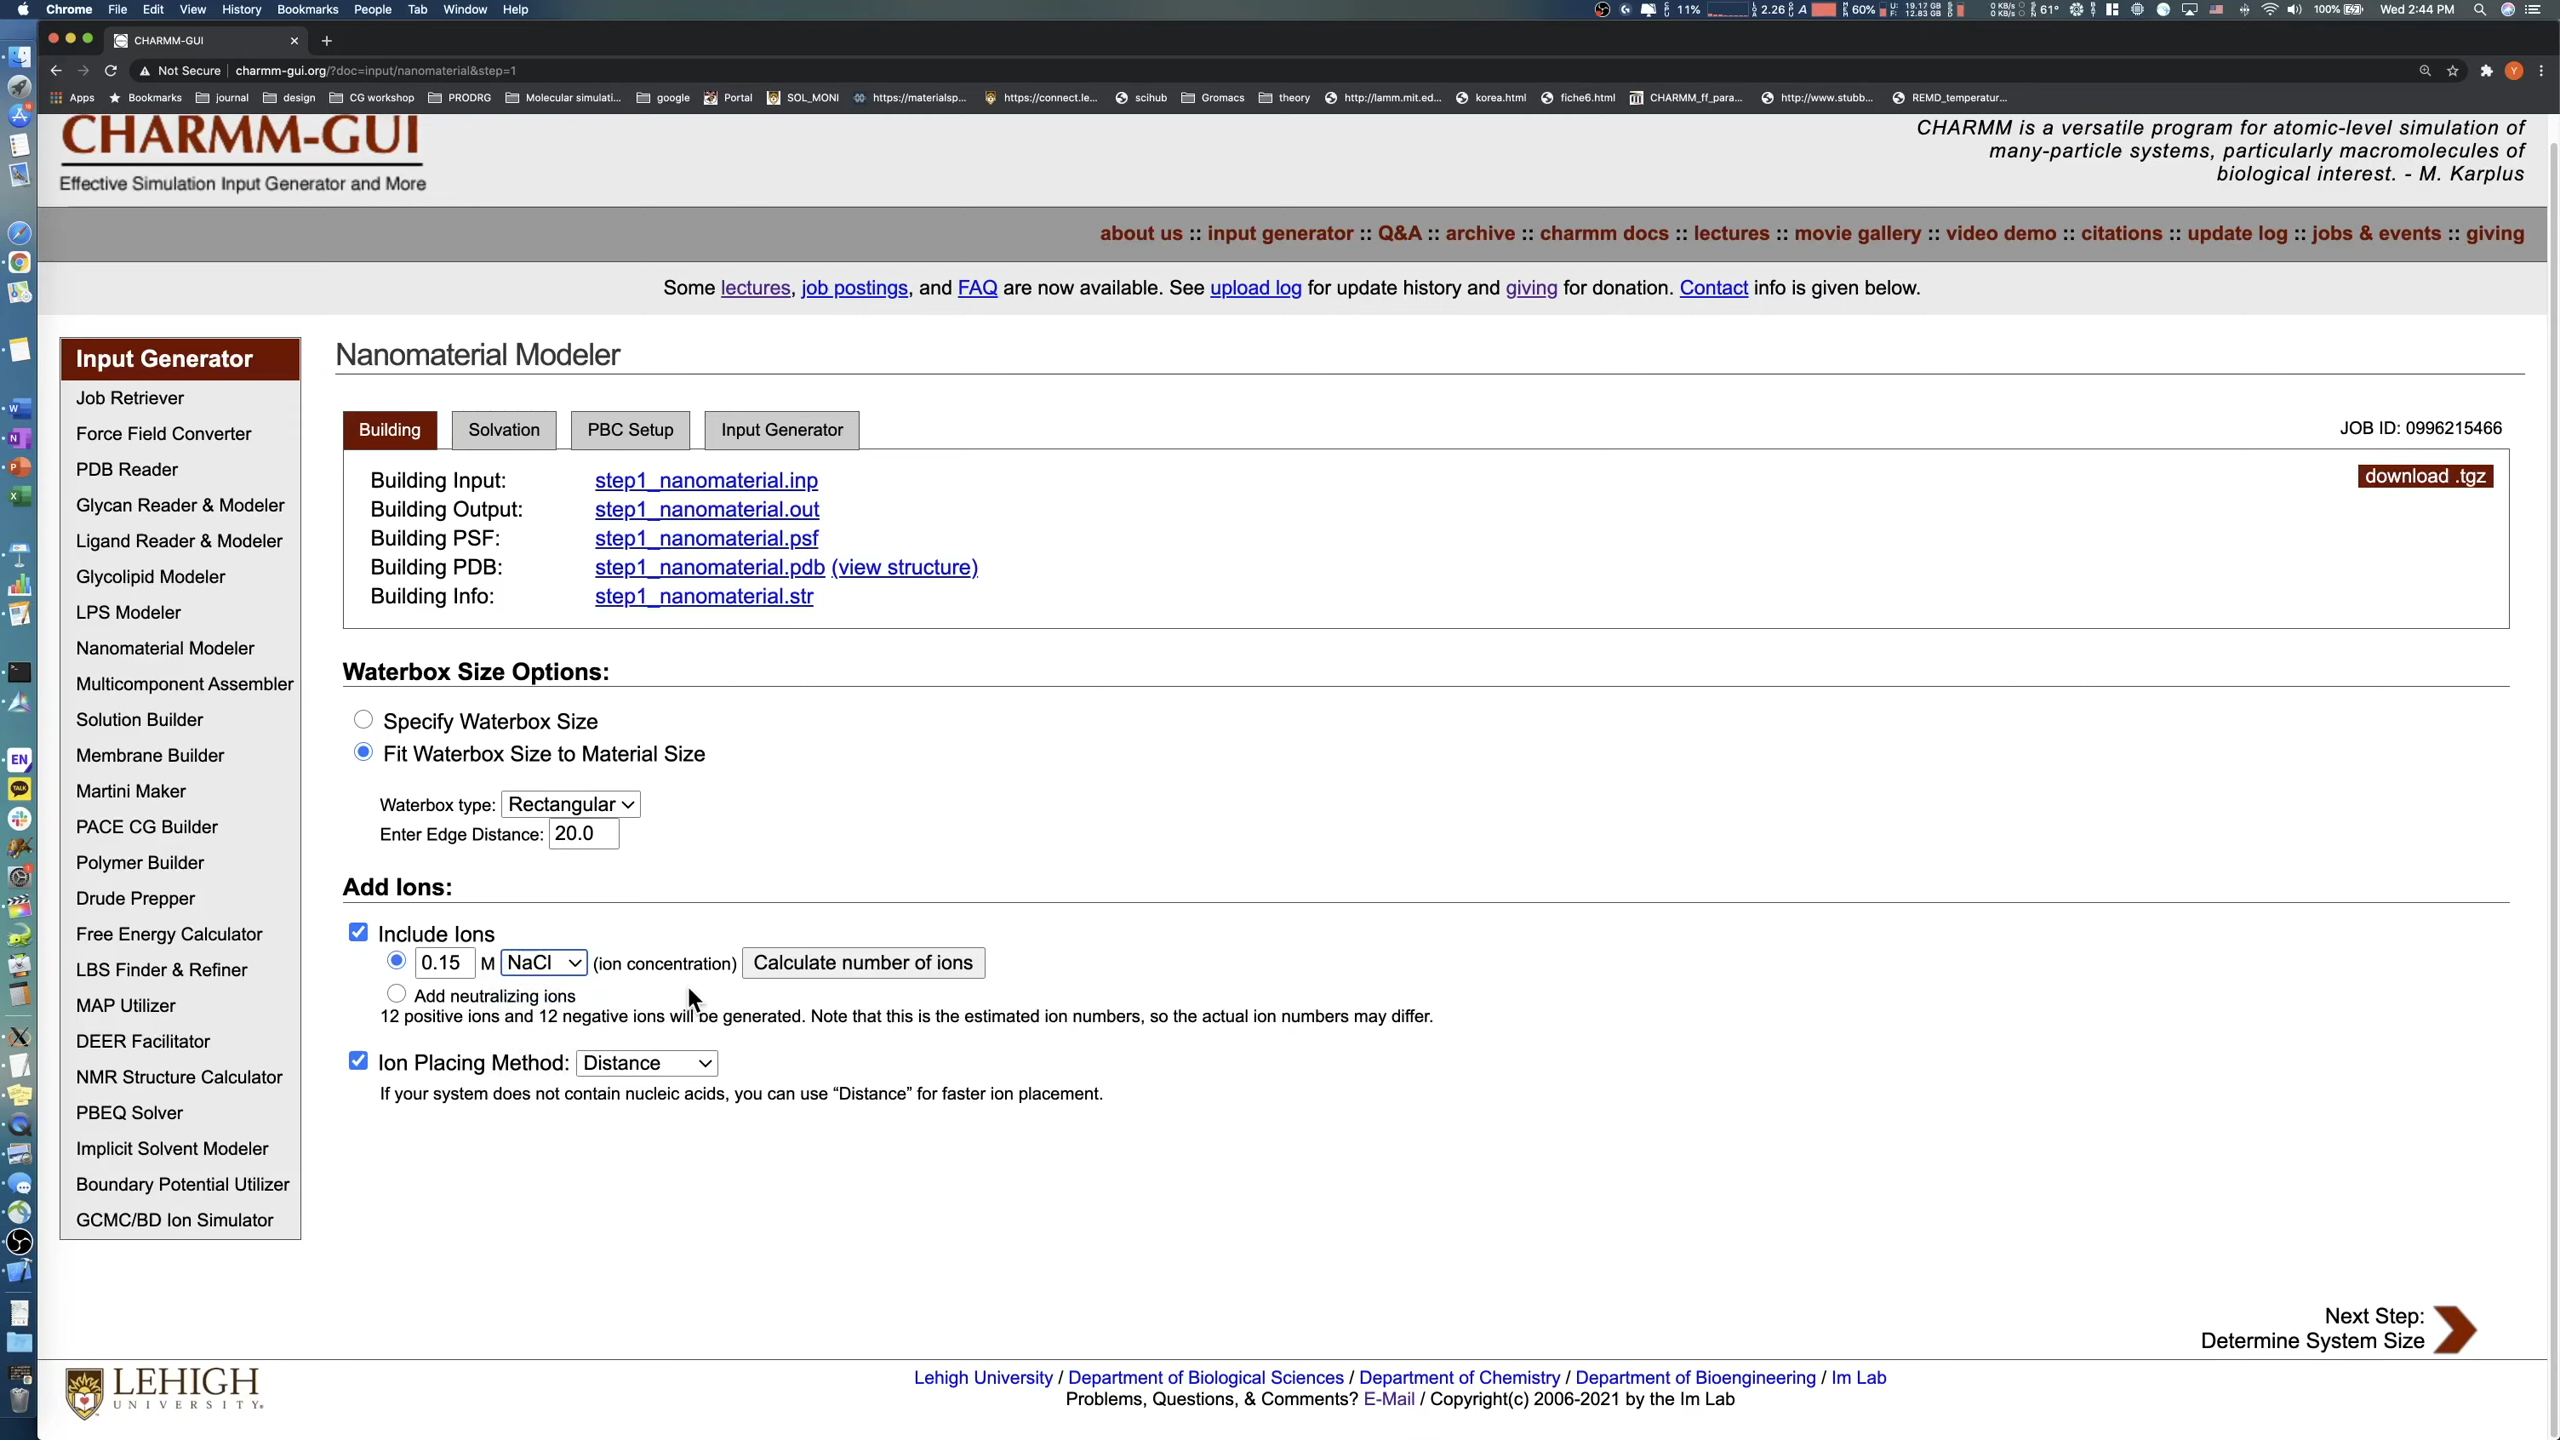 Chrome File Edit View History Bookmarks People Tab Window Help
11% 2.26 A 60% 61° 100% Wed 2:44 PM
CHARMM-GUI
Not Secure charmm-gui.org/?doc=input/nanomaterial&step=1
Apps Bookmarks journal design CG workshop PRODRG Molecular simulati... google Portal SOL_MONI https://materialsp... https://connect.le... scihub Gromacs theory http://lamm.mit.ed... korea.html fiche6.html CHARMM_ff_para... http://www.stubb... REMD_temperatur...
CHARMM-GUI
Effective Simulation Input Generator and More
CHARMM is a versatile program for atomic-level simulation of
many-particle systems, particularly macromolecules of
biological interest. - M. Karplus
about us :: input generator :: Q&A :: archive :: charmm docs :: lectures :: movie gallery :: video demo :: citations :: update log :: jobs & events :: giving
Some lectures, job postings, and FAQ are now available. See upload log for update history and giving for donation. Contact info is given below.
Input Generator
Job Retriever
Force Field Converter
PDB Reader
Glycan Reader & Modeler
Ligand Reader & Modeler
Glycolipid Modeler
LPS Modeler
Nanomaterial Modeler
Multicomponent Assembler
Solution Builder
Membrane Builder
Martini Maker
PACE CG Builder
Polymer Builder
Drude Prepper
Free Energy Calculator
LBS Finder & Refiner
MAP Utilizer
DEER Facilitator
NMR Structure Calculator
PBEQ Solver
Implicit Solvent Modeler
Boundary Potential Utilizer
GCMC/BD Ion Simulator
Nanomaterial Modeler
Building Solvation PBC Setup Input Generator
JOB ID: 0996215466
download .tgz
Building Input: step1_nanomaterial.inp
Building Output: step1_nanomaterial.out
Building PSF: step1_nanomaterial.psf
Building PDB: step1_nanomaterial.pdb (view structure)
Building Info: step1_nanomaterial.str
Waterbox Size Options:
Specify Waterbox Size
Fit Waterbox Size to Material Size
Waterbox type: Rectangular
Enter Edge Distance: 20.0
Add Ions:
Include Ions
0.15 M NaCl (ion concentration) Calculate number of ions
Add neutralizing ions
12 positive ions and 12 negative ions will be generated. Note that this is the estimated ion numbers, so the actual ion numbers may differ.
Ion Placing Method: Distance
If your system does not contain nucleic acids, you can use “Distance” for faster ion placement.
Next Step:
Determine System Size
LEHIGH
UNIVERSITY.
Lehigh University / Department of Biological Sciences / Department of Chemistry / Department of Bioengineering / Im Lab
Problems, Questions, & Comments? E-Mail / Copyright(c) 2006-2021 by the Im Lab